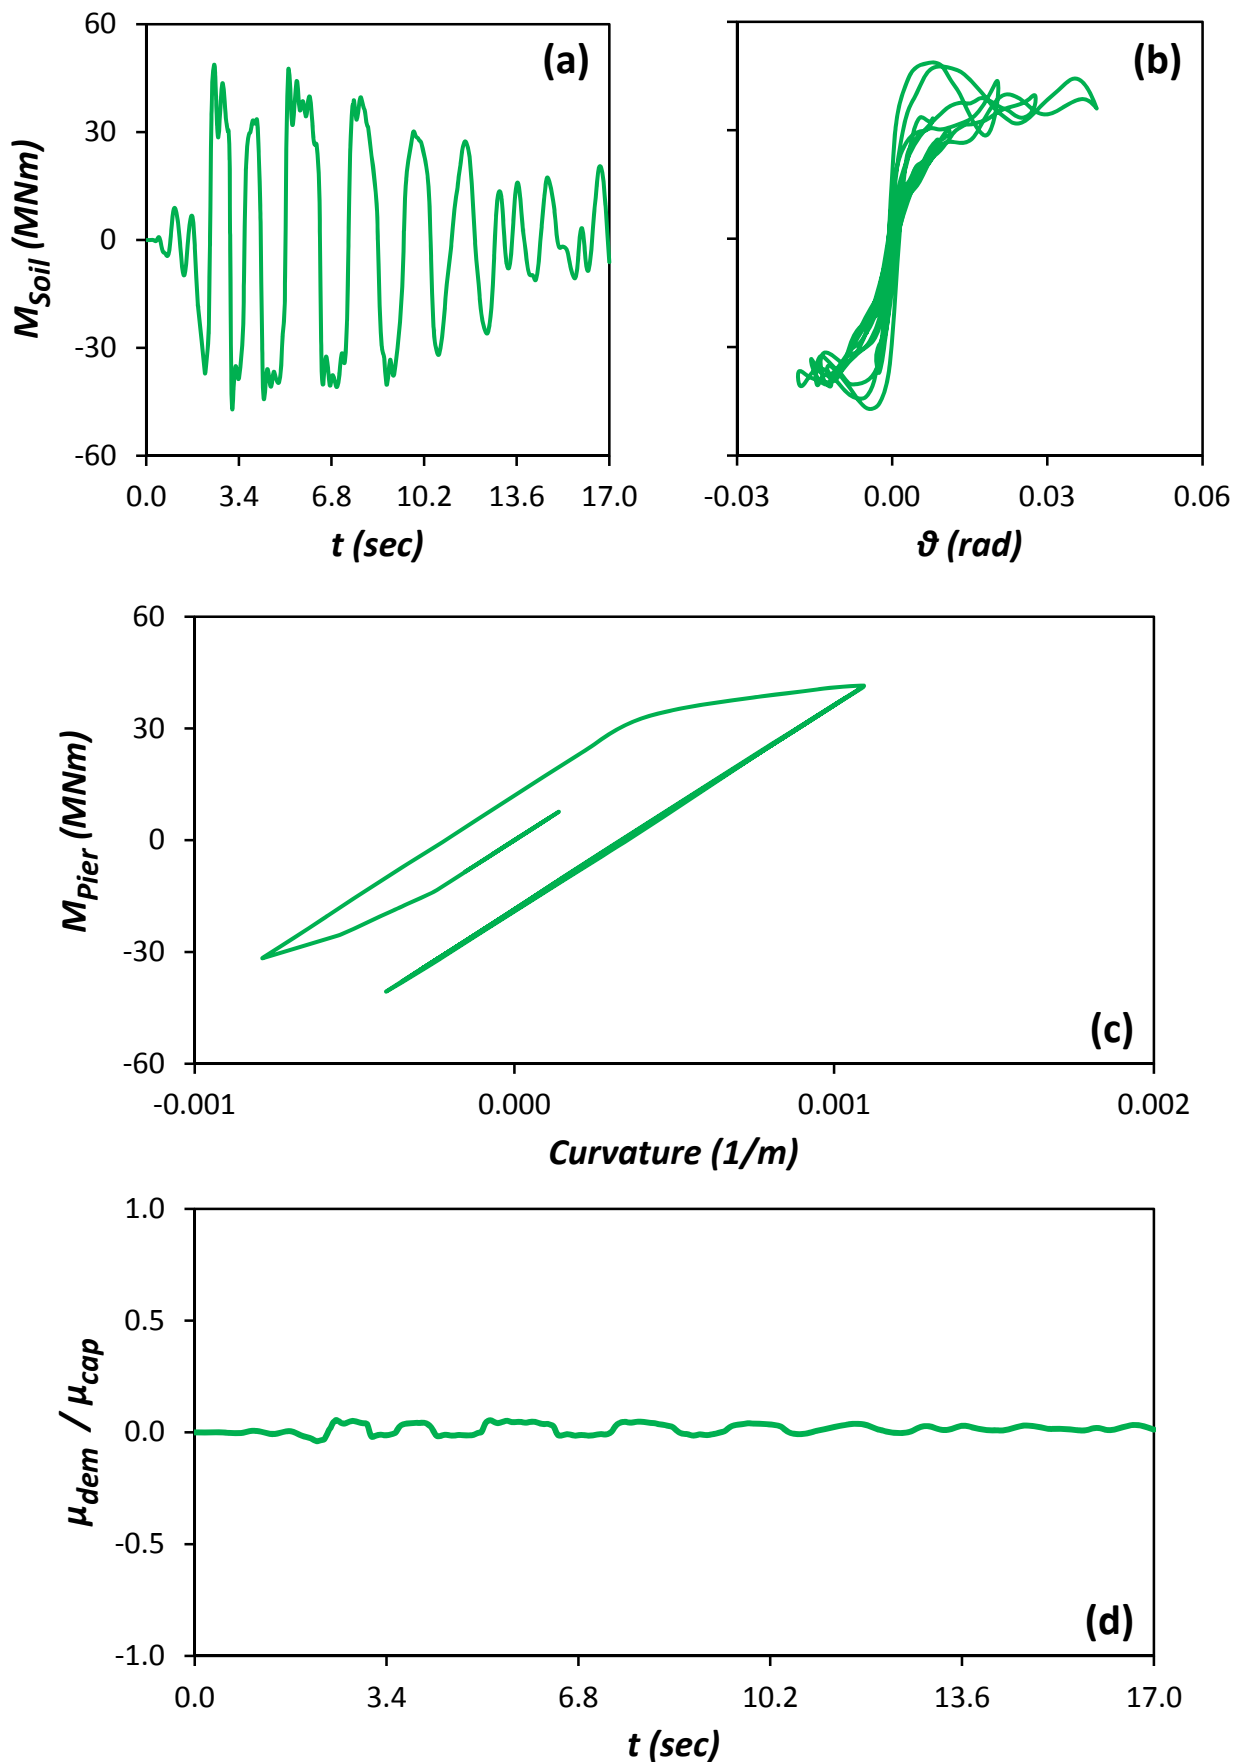 60
30
0
-30
-60
M_Soil (MNm)
(a)
0.0 3.4 6.8 10.2 13.6 17.0
t (sec)
(b)
-0.03 0.00 0.03 0.06
ϑ (rad)
60
30
0
-30
-60
M_Pier (MNm)
(c)
-0.001 0.000 0.001 0.002
Curvature (1/m)
1.0
0.5
0.0
-0.5
-1.0
μ_dem / μ_cap
(d)
0.0 3.4 6.8 10.2 13.6 17.0
t (sec)